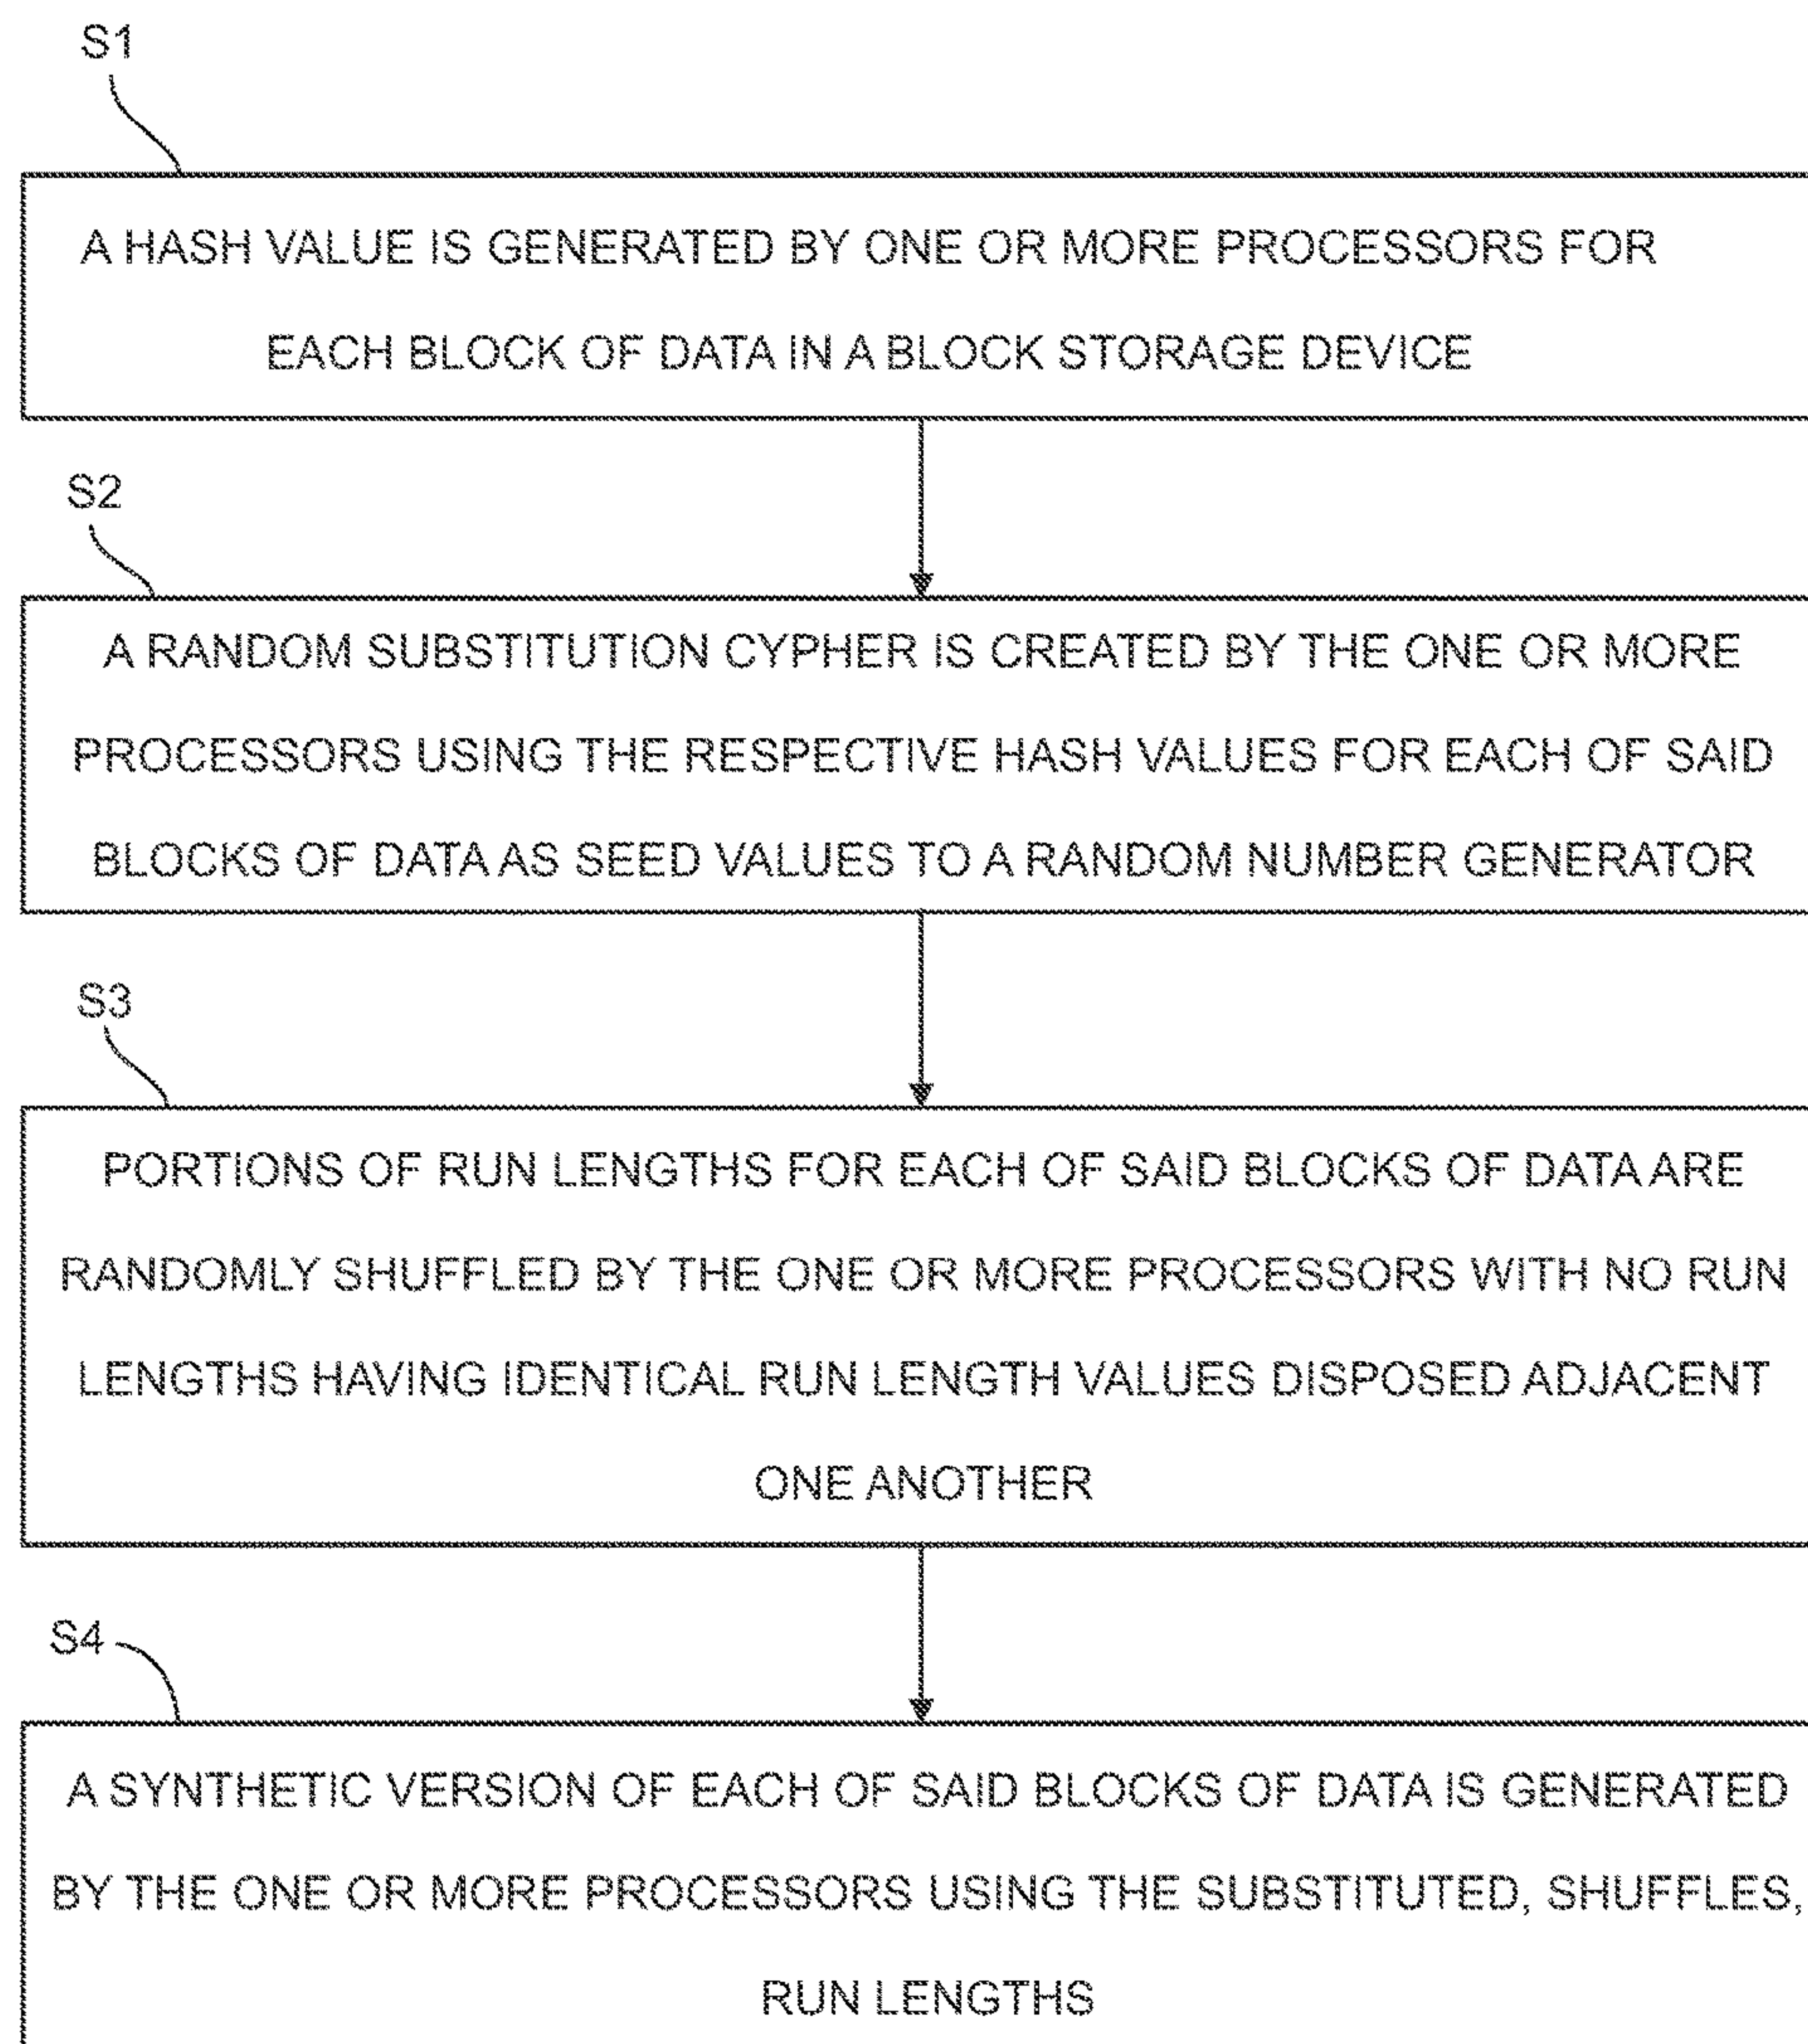 S1
A HASH VALUE IS GENERATED BY ONE OR MORE PROCESSORS FOR
EACH BLOCK OF DATA IN A BLOCK STORAGE DEVICE
S2
A RANDOM SUBSTITUTION CYPHER IS CREATED BY THE ONE OR MORE
PROCESSORS USING THE RESPECTIVE HASH VALUES FOR EACH OF SAID
BLOCKS OF DATA AS SEED VALUES TO A RANDOM NUMBER GENERATOR
S3
PORTIONS OF RUN LENGTHS FOR EACH OF SAID BLOCKS OF DATA ARE
RANDOMLY SHUFFLED BY THE ONE OR MORE PROCESSORS WITH NO RUN
LENGTHS HAVING IDENTICAL RUN LENGTH VALUES DISPOSED ADJACENT
ONE ANOTHER
S4
A SYNTHETIC VERSION OF EACH OF SAID BLOCKS OF DATA IS GENERATED
BY THE ONE OR MORE PROCESSORS USING THE SUBSTITUTED, SHUFFLES,
RUN LENGTHS